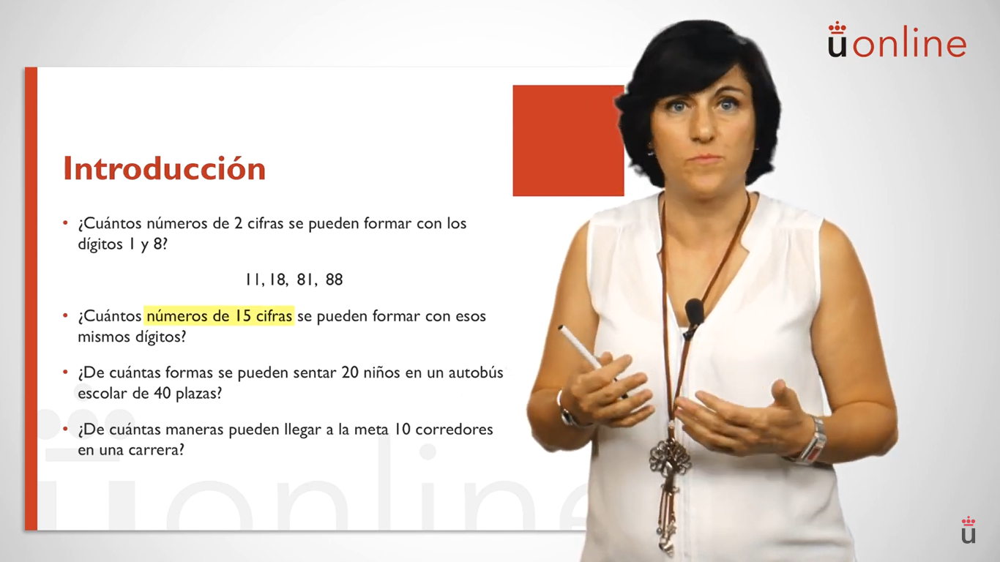 ü online
Introducción
• ¿Cuántos números de 2 cifras se pueden formar con los
dígitos 1 y 8?
11, 18, 81, 88
• ¿Cuántos números de 15 cifras se pueden formar con esos
mismos dígitos?
• ¿De cuántas formas se pueden sentar 20 niños en un autobús
escolar de 40 plazas?
• ¿De cuántas maneras pueden llegar a la meta 10 corredores
en una carrera?
ü online
ü